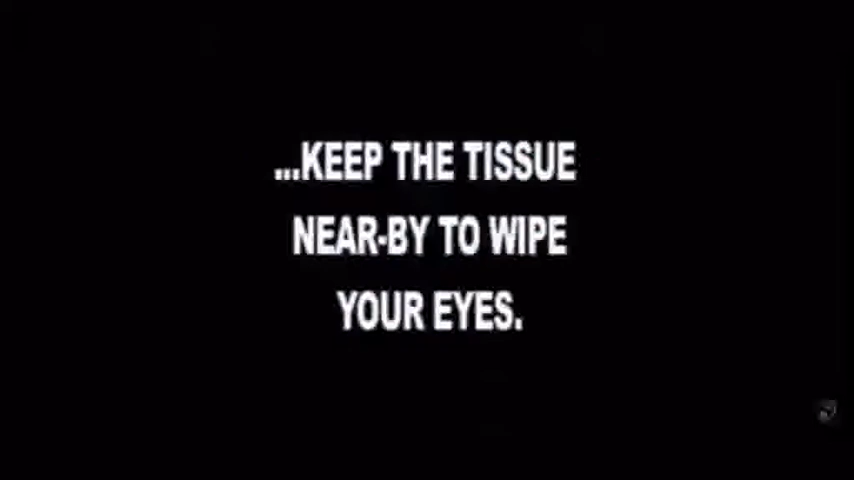 ...KEEP THE TISSUE
NEAR-BY TO WIPE
YOUR EYES.